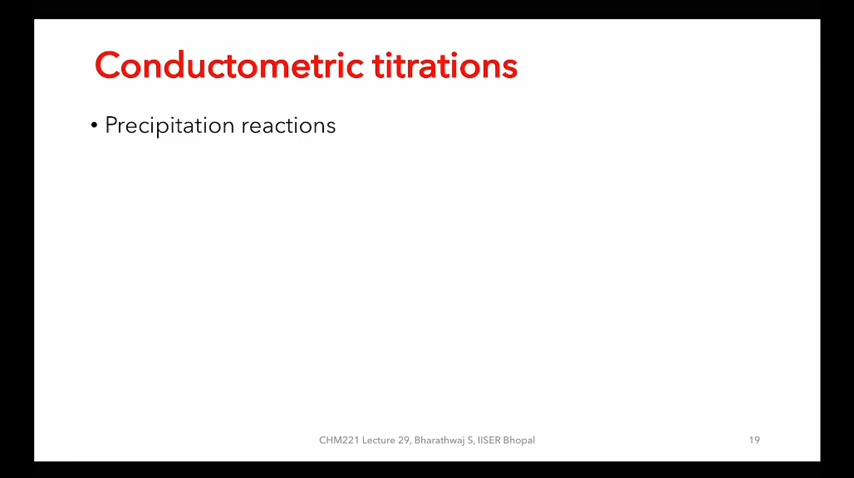 Conductometric titrations
• Precipitation reactions
CHM221 Lecture 29, Bharathwaj S, IISER Bhopal
19